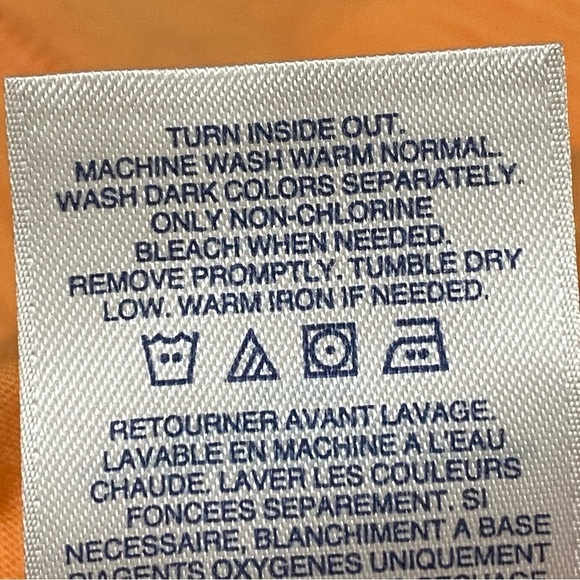 TURN INSIDE OUT.
MACHINE WASH WARM NORMAL.
WASH DARK COLORS SEPARATELY.
ONLY NON-CHLORINE
BLEACH WHEN NEEDED.
REMOVE PROMPTLY. TUMBLE DRY
LOW. WARM IRON IF NEEDED.
RETOURNER AVANT LAVAGE.
LAVABLE EN MACHINE A L'EAU
CHAUDE. LAVER LES COULEURS
FONCEES SEPAREMENT. SI
NECESSAIRE, BLANCHIMENT A BASE
D'AGENTS OXYGENES UNIQUEMENT